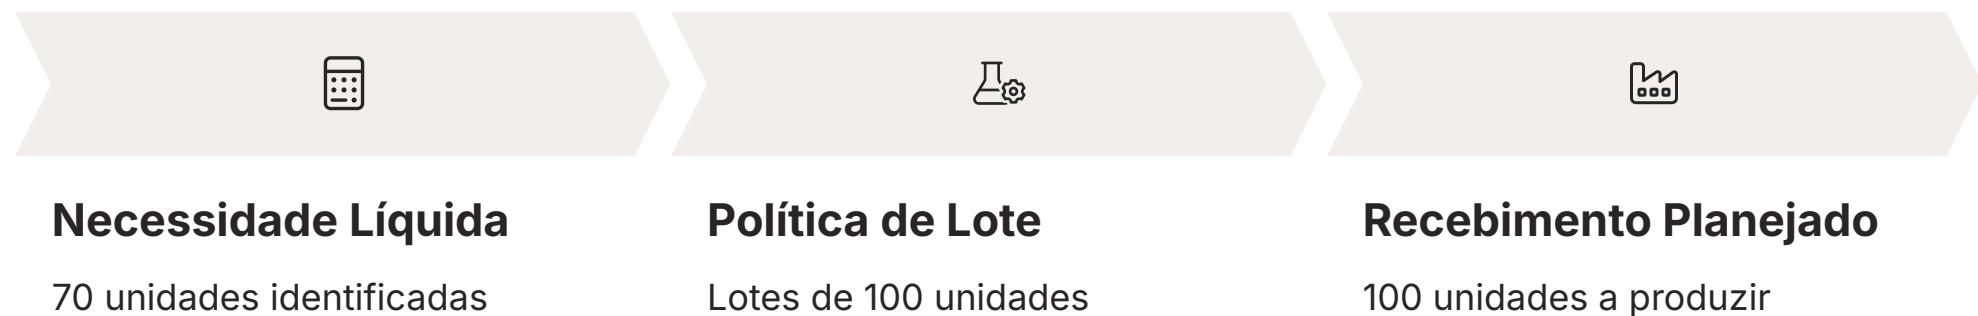 Necessidade Líquida
70 unidades identificadas
Política de Lote
Lotes de 100 unidades
Recebimento Planejado
100 unidades a produzir